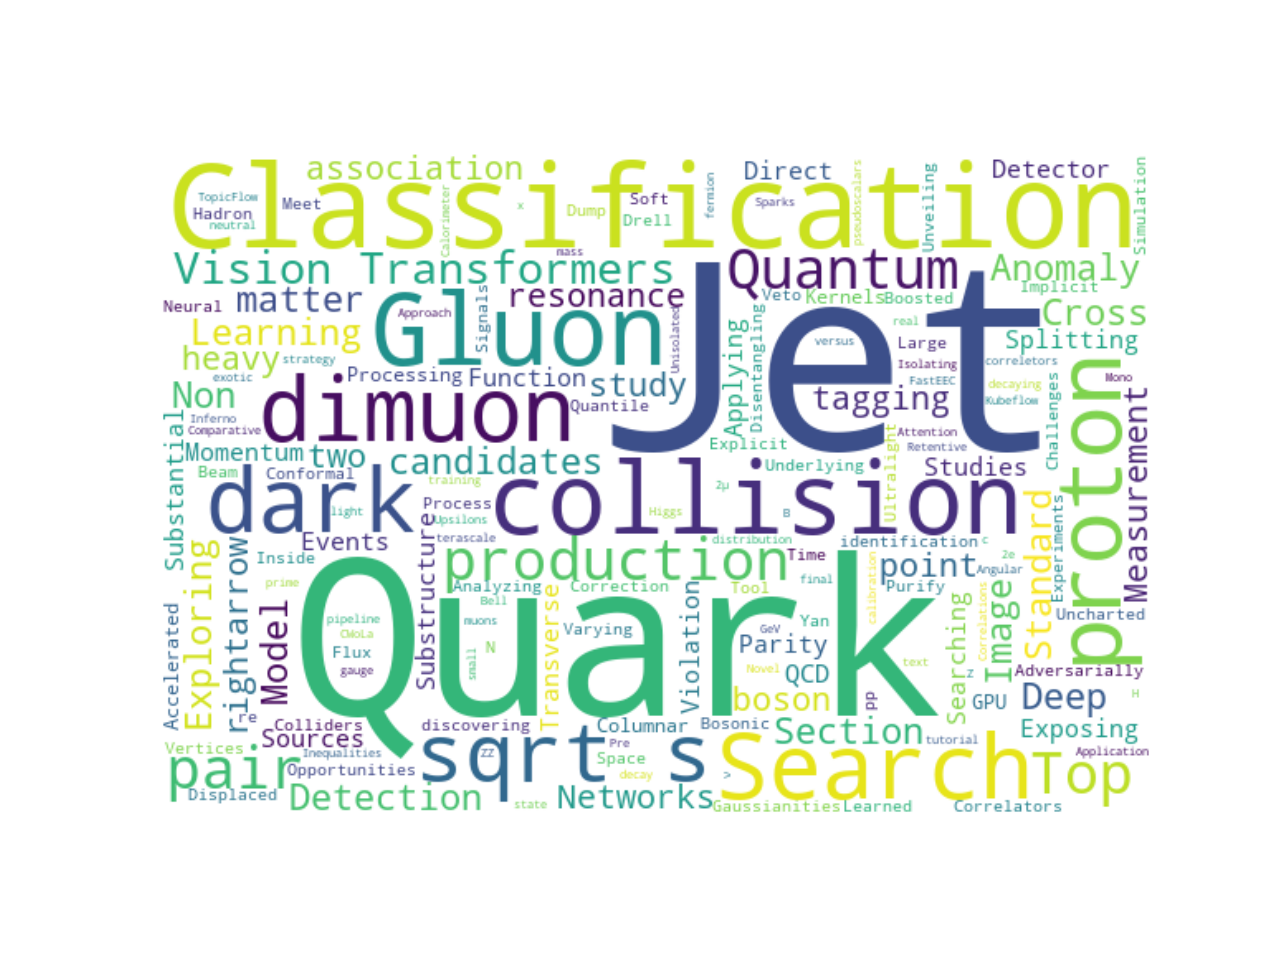 association
Direct
Detector
Classification
TopicFlow
Meet
Hadron
neutral
Calorimeter
x
Dump
Soft
Drell
fermion
Sparks
pseudoscalars
Unveiling
Simulation
Vision Transformers
mass
Quantum
Anomaly
Implicit
Neural
matter
Gluon
Approach
Signals
resonance
Unisolated
Jet
Veto
Kernels
Boosted
Cross
Learning
real
Splitting
heavy
strategy
exotic
Processing
Function
study
Applying
Disentangling
versus
Large
Isolating
correletors
FastEEC
decaying
Mono
Non
Inferno
Comparative
dimuon
Quantile
tagging
Kubeflow
Challenges
proton
Measurement
Substantial
Momentum
two
candidates
Explicit
Attention
Retentive
Ultralight
Beam
Conformal
training
Underlying
Studies
dark
light
Process
Upsilons
terascale
collision
2μ
Higgs
B
Standard
Experiments
Exploring
rightarrow
Events
Inside
Substructure
production
distribution
Time
identification
c
2e
prime
Analyzing
Correction
Tool
final
point
Angular
Purify
calibration
Accelerated
Model
pipeline
CWoLa
Flux
gauge
Quark
Bell
muons
N
small
Transverse
Varying
Violation
GeV
Yan
Parity
Novel
QCD
text
Searching
Correlations
Image
Uncharted
Z
Adversarially
H
re
Colliders
Sources
discovering
Columnar
Bosonic
boson
pp
GPU
Deep
Vertices
Inequalities
sqrt s
ZZ
Pre
Space
Section
tutorial
Exposing
Application
pair
Opportunities
decay
>
Search
Top
Displaced
Detection
state
Networks
Gaussianities
Learned
Correlators